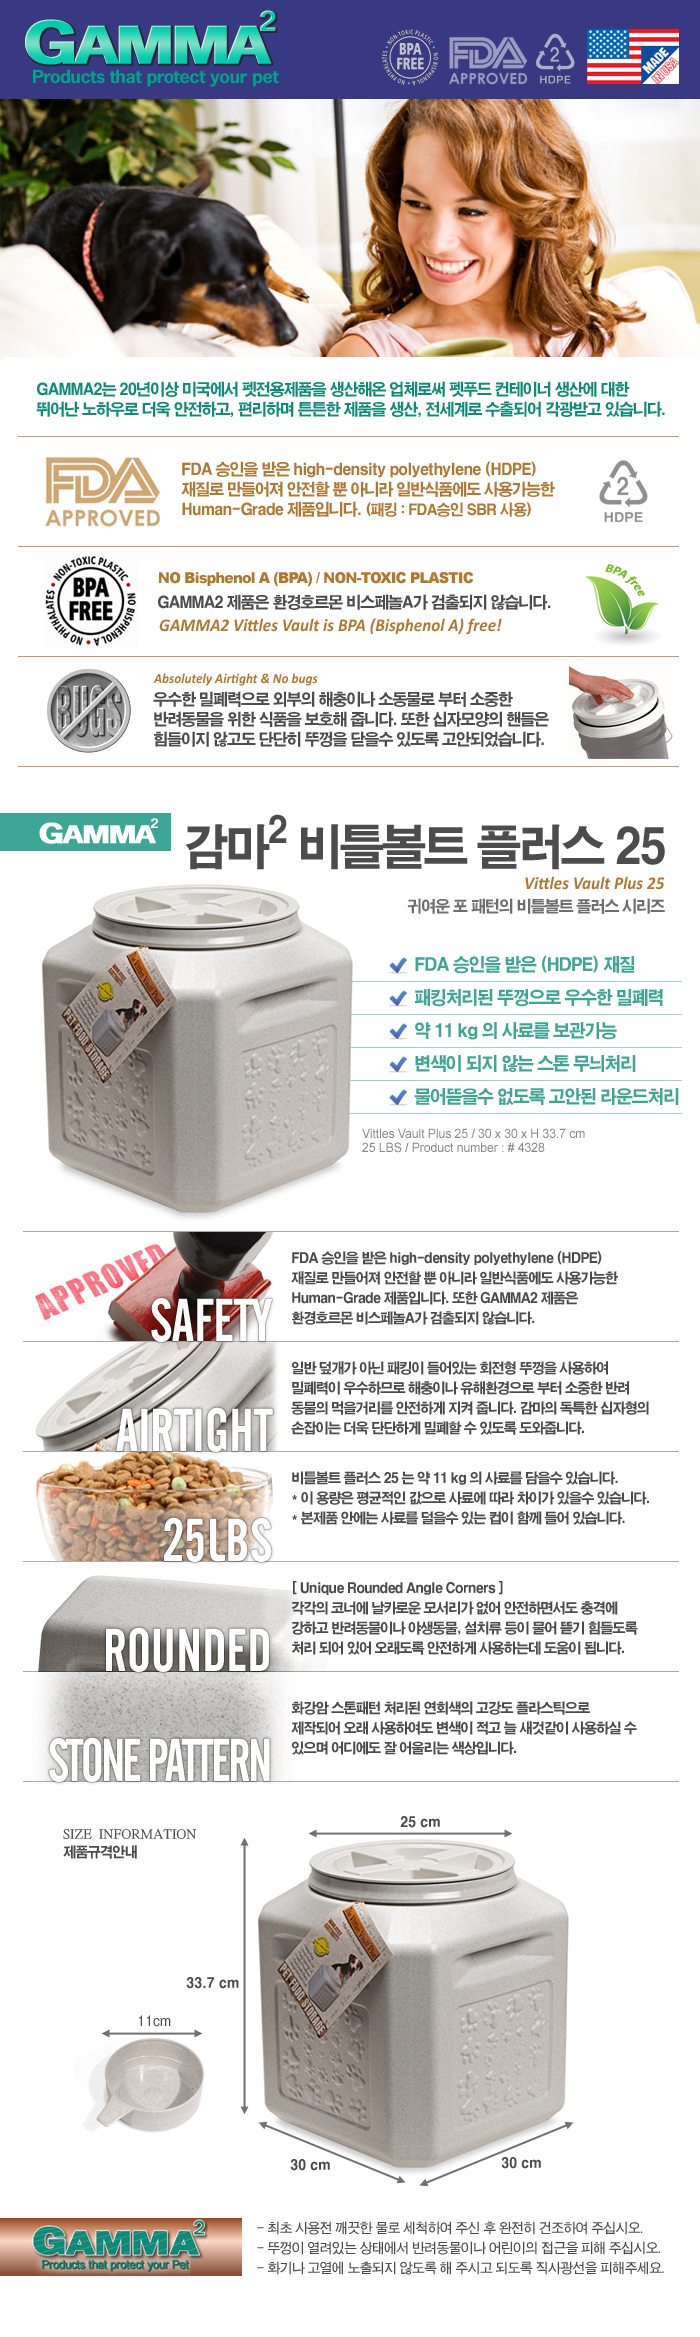 GAMMA2
Products that protect your pet
NON-TOXIC PLASTIC • NO BISPHENOL A • NO PHTHALATES •
BPA FREE
FDA APPROVED
2 HDPE
MADE IN USA
GAMMA2는 20년이상 미국에서 펫전용제품을 생산해온 업체로써 펫푸드 컨테이너 생산에 대한
뛰어난 노하우로 더욱 안전하고, 편리하며 튼튼한 제품을 생산, 전세계로 수출되어 각광받고 있습니다.
FDA
APPROVED
FDA 승인을 받은 high-density polyethylene (HDPE)
재질로 만들어져 안전할 뿐 아니라 일반식품에도 사용가능한
Human-Grade 제품입니다. (패킹 : FDA승인 SBR 사용)
2
HDPE
NON-TOXIC PLASTIC • NO BISPHENOL A • NO PHTHALATES •
BPA
FREE
NO Bisphenol A (BPA) / NON-TOXIC PLASTIC
GAMMA2 제품은 환경호르몬 비스페놀A가 검출되지 않습니다.
GAMMA2 Vittles Vault is BPA (Bisphenol A) free!
BPA free
BUGS
Absolutely Airtight & No bugs
우수한 밀폐력으로 외부의 해충이나 소동물로 부터 소중한
반려동물을 위한 식품을 보호해 줍니다. 또한 십자모양의 핸들은
힘들이지 않고도 단단히 뚜껑을 닫을수 있도록 고안되었습니다.
GAMMA2
감마2 비틀볼트 플러스 25
Vittles Vault Plus 25
귀여운 포 패턴의 비틀볼트 플러스 시리즈
PET FOOD STORAGE
FDA 승인을 받은 (HDPE) 재질
패킹처리된 뚜껑으로 우수한 밀폐력
약 11 kg 의 사료를 보관가능
변색이 되지 않는 스톤 무늬처리
물어뜯을수 없도록 고안된 라운드처리
Vittles Vault Plus 25 / 30 x 30 x H 33.7 cm
25 LBS / Product number : # 4328
APPROVED
SAFETY
FDA 승인을 받은 high-density polyethylene (HDPE)
재질로 만들어져 안전할 뿐 아니라 일반식품에도 사용가능한
Human-Grade 제품입니다. 또한 GAMMA2 제품은
환경호르몬 비스페놀A가 검출되지 않습니다.
AIRTIGHT
일반 덮개가 아닌 패킹이 들어있는 회전형 뚜껑을 사용하여
밀폐력이 우수하므로 해충이나 유해환경으로 부터 소중한 반려
동물의 먹을거리를 안전하게 지켜 줍니다. 감마의 독특한 십자형의
손잡이는 더욱 단단하게 밀폐할 수 있도록 도와줍니다.
25LBS
비틀볼트 플러스 25 는 약 11 kg 의 사료를 담을수 있습니다.
* 이 용량은 평균적인 값으로 사료에 따라 차이가 있을수 있습니다.
* 본제품 안에는 사료를 덜을수 있는 컵이 함께 들어 있습니다.
ROUNDED
[ Unique Rounded Angle Corners ]
각각의 코너에 날카로운 모서리가 없어 안전하면서도 충격에
강하고 반려동물이나 야생동물, 설치류 등이 물어 뜯기 힘들도록
처리 되어 있어 오래도록 안전하게 사용하는데 도움이 됩니다.
STONE PATTERN
화강암 스톤패턴 처리된 연회색의 고강도 플라스틱으로
제작되어 오래 사용하여도 변색이 적고 늘 새것같이 사용하실 수
있으며 어디에도 잘 어울리는 색상입니다.
SIZE INFORMATION
제품규격안내
25 cm
33.7 cm
11cm
PET FOOD STORAGE
30 cm
30 cm
GAMMA2
Products that protect your Pet
- 최초 사용전 깨끗한 물로 세척하여 주신 후 완전히 건조하여 주십시오.
- 뚜껑이 열려있는 상태에서 반려동물이나 어린이의 접근을 피해 주십시오.
- 화기나 고열에 노출되지 않도록 해 주시고 되도록 직사광선을 피해주세요.